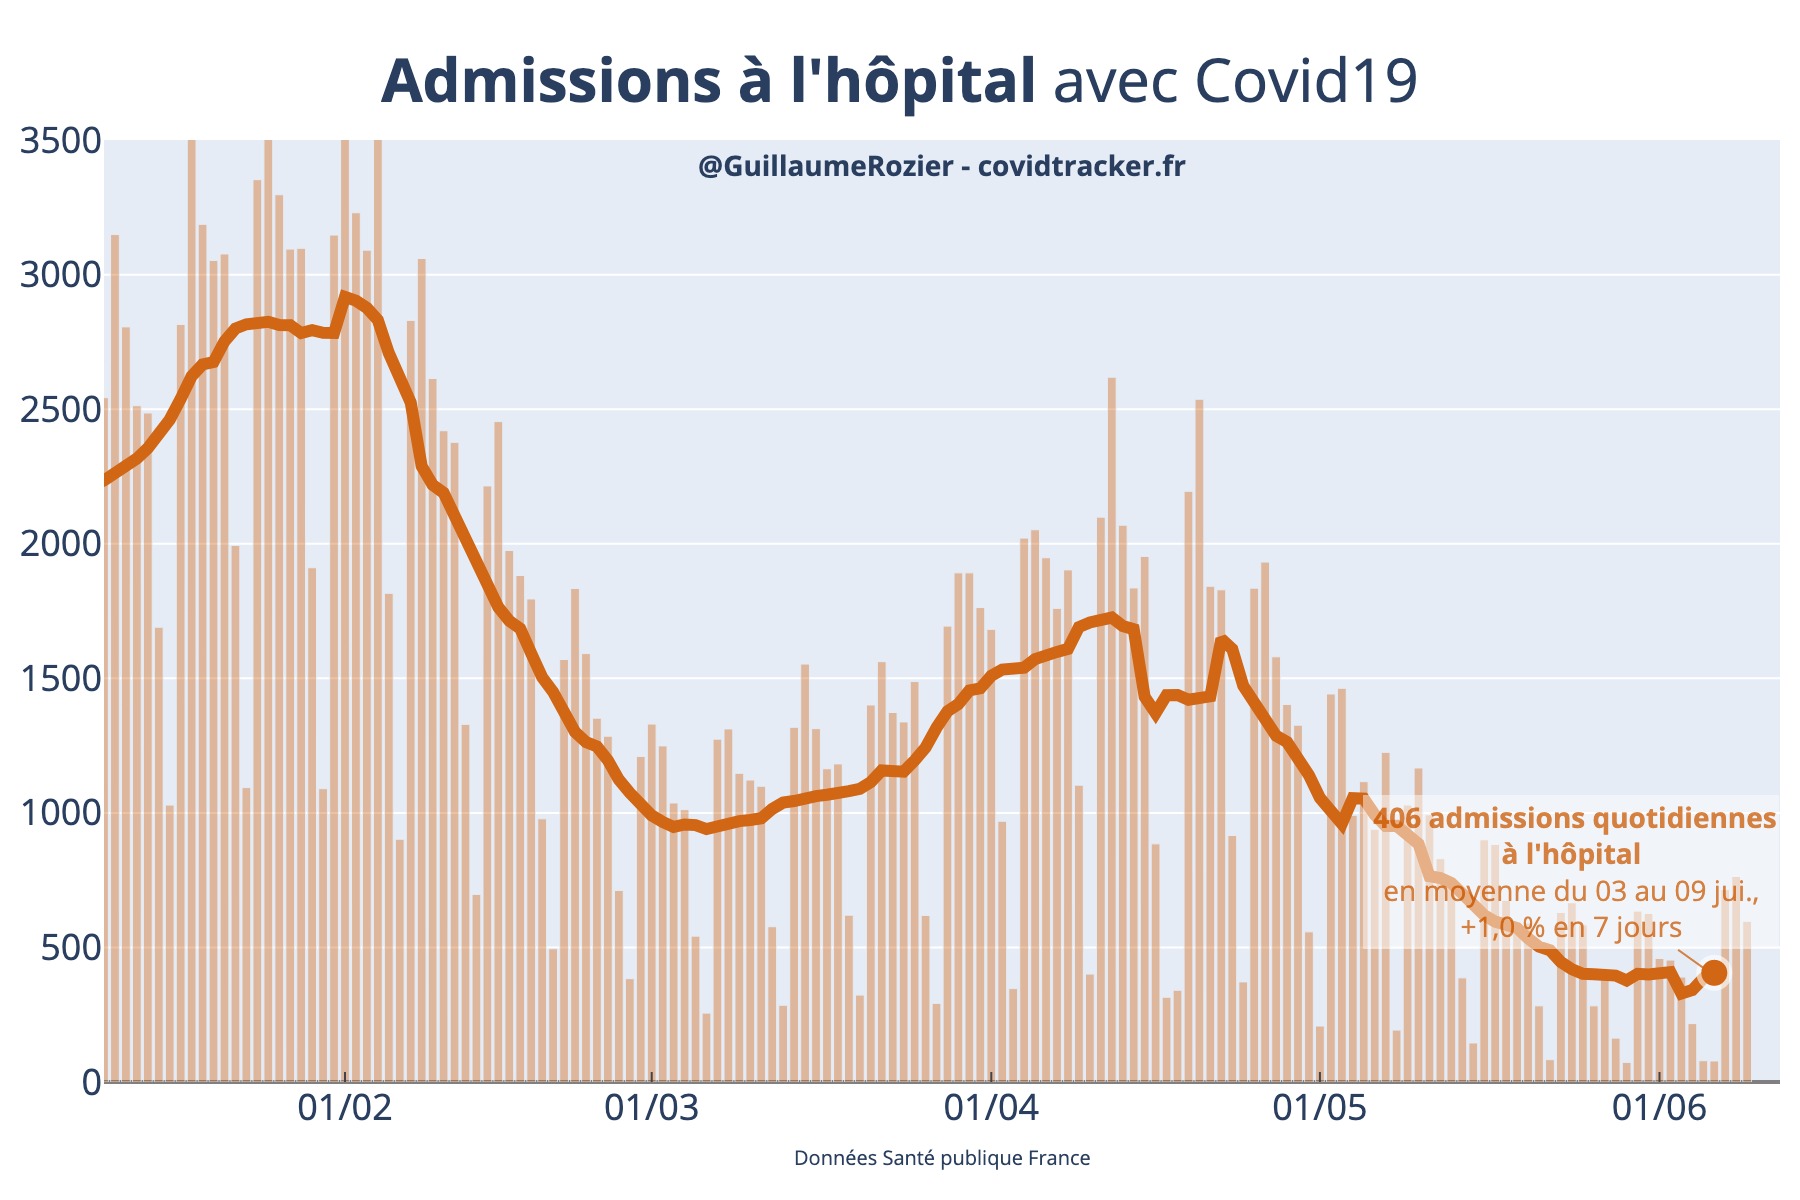 Admissions à l'hôpital avec Covid19
@GuillaumeRozier - covidtracker.fr
3500
3000
2500
2000
1500
1000
500
0
406 admissions quotidiennes
à l'hôpital
en moyenne du 03 au 09 jui.,
+1,0 % en 7 jours
01/02
01/03
01/04
01/05
01/06
Données Santé publique France